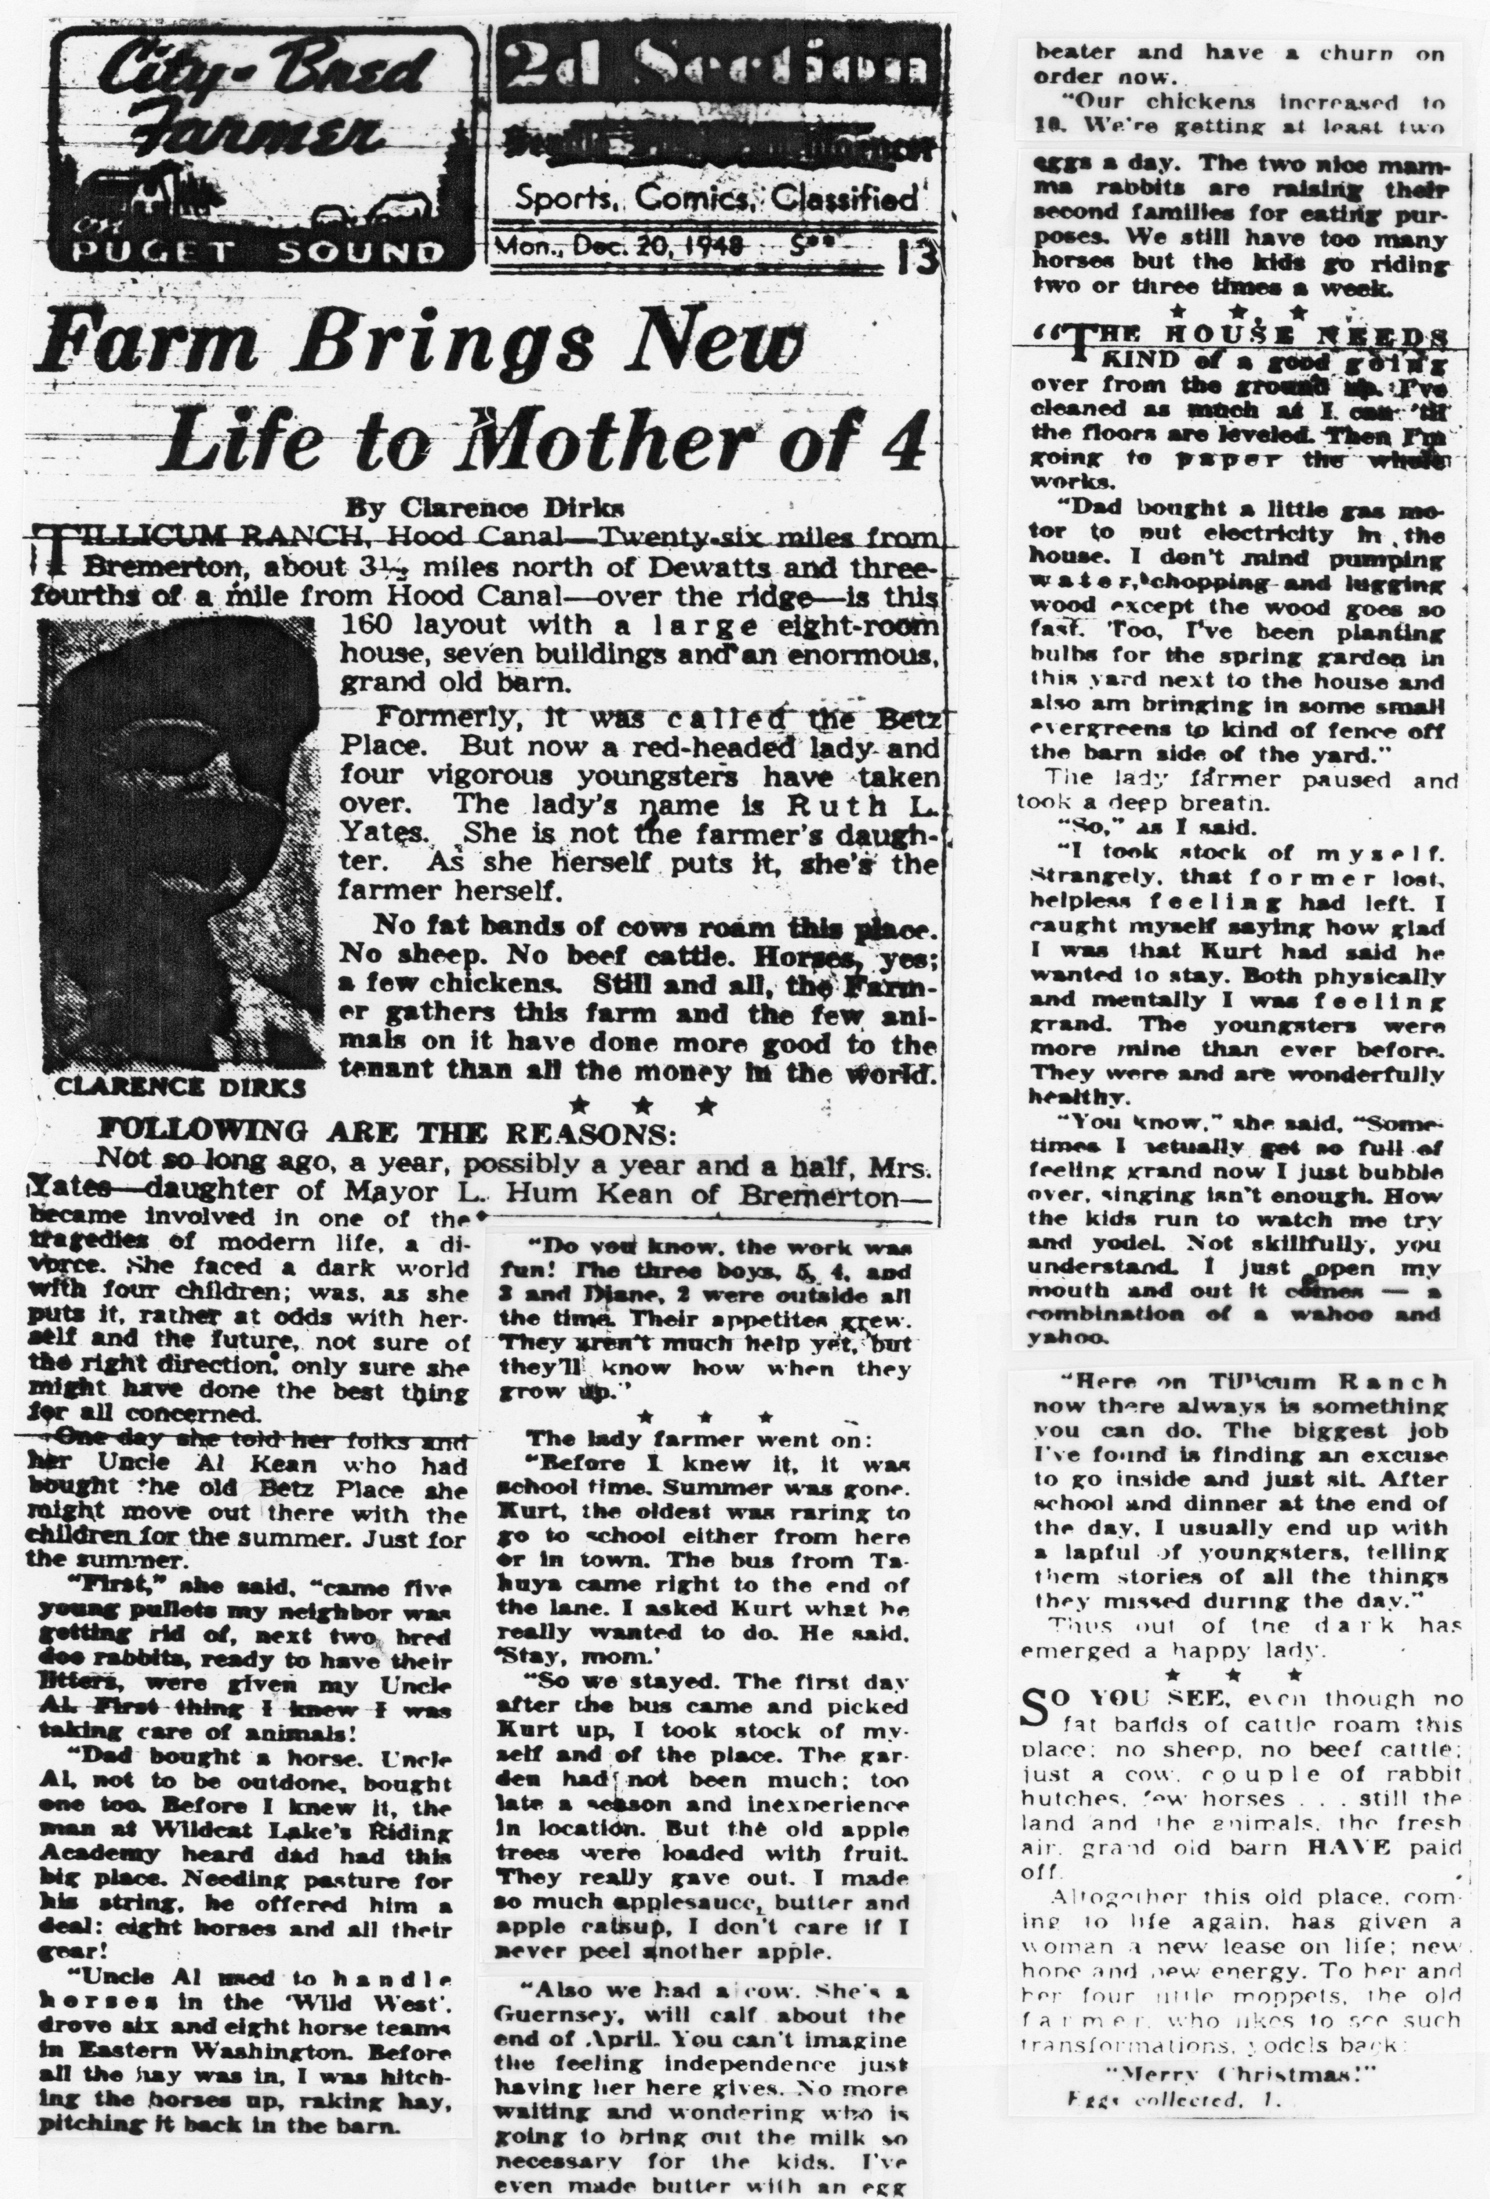 City-Bred
Farmer
on
PUGET SOUND
2d Section
Sports, Comics, Classified
Mon., Dec. 20, 1948 S** 13
Farm Brings New
Life to Mother of 4
By Clarence Dirks
TILLICUM RANCH, Hood Canal—Twenty-six miles from
Bremerton, about 3½ miles north of Dewatts and three-
fourths of a mile from Hood Canal—over the ridge—is this
160 layout with a large eight-room
house, seven buildings and an enormous,
grand old barn.
Formerly, it was called the Betz
Place. But now a red-headed lady and
four vigorous youngsters have taken
over. The lady's name is Ruth L.
Yates. She is not the farmer's daugh-
ter. As she herself puts it, she's the
farmer herself.
No fat bands of cows roam this place.
No sheep. No beef cattle. Horses, yes;
a few chickens. Still and all, the Farm-
er gathers this farm and the few ani-
mals on it have done more good to the
tenant than all the money in the world.
CLARENCE DIRKS
★ ★ ★
FOLLOWING ARE THE REASONS:
Not so long ago, a year, possibly a year and a half, Mrs.
Yates—daughter of Mayor L. Hum Kean of Bremerton—
became involved in one of the
tragedies of modern life, a di-
vorce. She faced a dark world
with four children; was, as she
puts it, rather at odds with her-
self and the future, not sure of
the right direction, only sure she
might have done the best thing
for all concerned.
One day she told her folks and
her Uncle Al Kean who had
bought the old Betz Place she
might move out there with the
children for the summer. Just for
the summer.
"First," she said, "came five
young pullets my neighbor was
getting rid of, next two bred
doe rabbits, ready to have their
litters, were given my Uncle
Al. First thing I knew I was
taking care of animals!
"Dad bought a horse. Uncle
Al, not to be outdone, bought
one too. Before I knew it, the
man at Wildcat Lake's Riding
Academy heard dad had this
big place. Needing pasture for
his string, he offered him a
deal: eight horses and all their
gear!
"Uncle Al used to handle
horses in the 'Wild West',
drove six and eight horse teams
in Eastern Washington. Before
all the hay was in, I was hitch-
ing the horses up, raking hay,
pitching it back in the barn.
"Do you know, the work was
fun! The three boys, 5, 4, and
3 and Diane, 2 were outside all
the time. Their appetites grew.
They aren't much help yet, but
they'll know how when they
grow up."
★ ★ ★
The lady farmer went on:
"Before I knew it, it was
school time. Summer was gone.
Kurt, the oldest was raring to
go to school either from here
or in town. The bus from Ta-
huya came right to the end of
the lane. I asked Kurt what he
really wanted to do. He said,
'Stay, mom.'
"So we stayed. The first day
after the bus came and picked
Kurt up, I took stock of my-
self and of the place. The gar-
den had not been much; too
late a season and inexperience
in location. But the old apple
trees were loaded with fruit.
They really gave out. I made
so much applesauce, butter and
apple catsup, I don't care if I
never peel another apple.
"Also we had a cow. She's a
Guernsey, will calf about the
end of April. You can't imagine
the feeling independence just
having her here gives. No more
waiting and wondering who is
going to bring out the milk so
necessary for the kids. I've
even made butter with an egg
beater and have a churn on
order now.
"Our chickens increased to
10. We're getting at least two
eggs a day. The two nice mam-
ma rabbits are raising their
second families for eating pur-
poses. We still have too many
horses but the kids go riding
two or three times a week.
★ ★ ★
"THE HOUSE NEEDS
KIND of a good going
over from the ground up. I've
cleaned as much as I can 'til
the floors are leveled. Then I'm
going to paper the whole
works.
"Dad bought a little gas mo-
tor to put electricity in the
house. I don't mind pumping
water, chopping and lugging
wood except the wood goes so
fast. Too, I've been planting
bulbs for the spring garden in
this yard next to the house and
also am bringing in some small
evergreens to kind of fence off
the barn side of the yard."
The lady farmer paused and
took a deep breath.
"So," as I said.
"I took stock of myself.
Strangely, that former lost,
helpless feeling had left. I
caught myself saying how glad
I was that Kurt had said he
wanted to stay. Both physically
and mentally I was feeling
grand. The youngsters were
more mine than ever before.
They were and are wonderfully
healthy.
"You know," she said, "Some-
times I actually get so full of
feeling grand now I just bubble
over, singing isn't enough. How
the kids run to watch me try
and yodel. Not skillfully, you
understand. I just open my
mouth and out it comes — a
combination of a wahoo and
yahoo.
"Here on Tillicum Ranch
now there always is something
you can do. The biggest job
I've found is finding an excuse
to go inside and just sit. After
school and dinner at the end of
the day, I usually end up with
a lapful of youngsters, telling
them stories of all the things
they missed during the day."
Thus out of the dark has
emerged a happy lady.
★ ★ ★
SO YOU SEE, even though no
fat bands of cattle roam this
place; no sheep, no beef cattle;
just a cow, couple of rabbit
hutches, few horses . . . still the
land and the animals, the fresh
air, grand old barn HAVE paid
off.
Altogether this old place, com-
ing to life again, has given a
woman a new lease on life; new
hope and new energy. To her and
her four little moppets, the old
farmer, who likes to see such
transformations, yodels back:
"Merry Christmas!"
Eggs collected, 1.